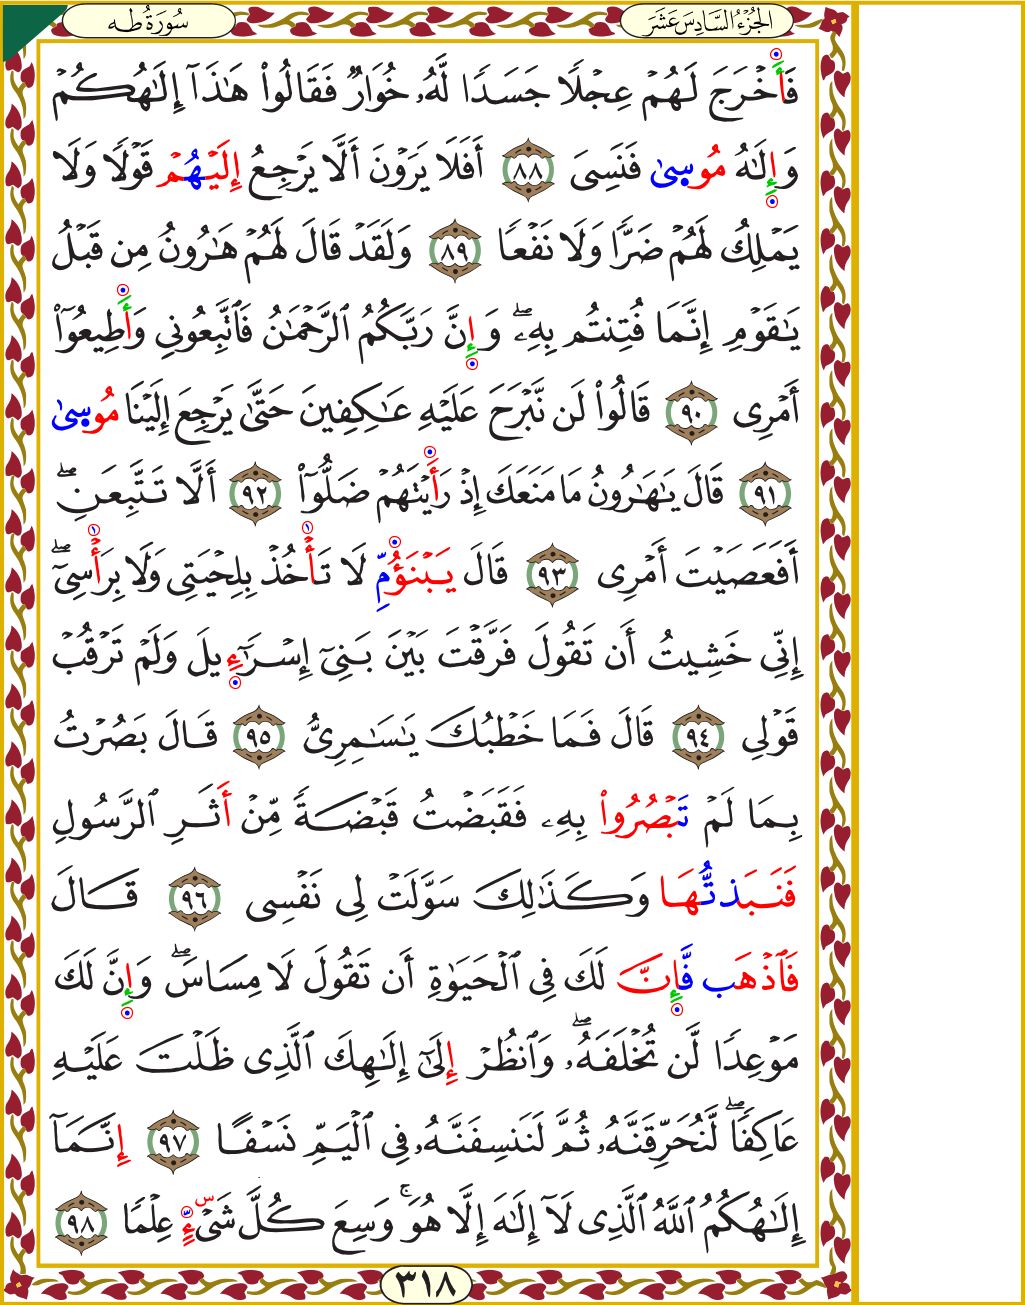 الجُزْءُ السَّادِسَ عَشَرَ
سُورَةُ طه
فَأَخْرَجَ لَهُمْ عِجْلًا جَسَدًا لَّهُۥ خُوَارٌ فَقَالُوا۟ هَٰذَآ إِلَٰهُكُمْ
وَإِلَٰهُ مُوسَىٰ فَنَسِىَ ٨٨ أَفَلَا يَرَوْنَ أَلَّا يَرْجِعُ إِلَيْهُمْ قَوْلًا وَلَا
يَمْلِكُ لَهُمْ ضَرًّا وَلَا نَفْعًا ٨٩ وَلَقَدْ قَالَ لَهُمْ هَٰرُونُ مِن قَبْلُ
يَٰقَوْمِ إِنَّمَا فُتِنتُم بِهِۦۖ وَإِنَّ رَبَّكُمُ ٱلرَّحْمَٰنُ فَٱتَّبِعُونِى وَأَطِيعُوٓا۟
أَمْرِى ٩٠ قَالُوا۟ لَن نَّبْرَحَ عَلَيْهِ عَٰكِفِينَ حَتَّىٰ يَرْجِعَ إِلَيْنَا مُوسَىٰ
٩١ قَالَ يَٰهَٰرُونُ مَا مَنَعَكَ إِذْ رَأَيْتَهُمْ ضَلُّوٓا۟ ٩٢ أَلَّا تَتَّبِعَنِۖ
أَفَعَصَيْتَ أَمْرِى ٩٣ قَالَ يَبْنَؤُمِّ لَا تَأْخُذْ بِلِحْيَتِى وَلَا بِرَأْسِىٓۖ
إِنِّى خَشِيتُ أَن تَقُولَ فَرَّقْتَ بَيْنَ بَنِىٓ إِسْرَٰٓءِيلَ وَلَمْ تَرْقُبْ
قَوْلِى ٩٤ قَالَ فَمَا خَطْبُكَ يَٰسَٰمِرِىُّ ٩٥ قَالَ بَصُرْتُ
بِمَا لَمْ تَبْصُرُوا۟ بِهِۦ فَقَبَضْتُ قَبْضَةً مِّنْ أَثَرِ ٱلرَّسُولِ
فَنَبَذتُّهَا وَكَذَٰلِكَ سَوَّلَتْ لِى نَفْسِى ٩٦ قَالَ
فَٱذْهَب فَّإِنَّ لَكَ فِى ٱلْحَيَوٰةِ أَن تَقُولَ لَا مِسَاسَۖ وَإِنَّ لَكَ
مَوْعِدًا لَّن تُخْلَفَهُۥۖ وَٱنظُرْ إِلَىٰٓ إِلَٰهِكَ ٱلَّذِى ظَلْتَ عَلَيْهِ
عَاكِفًاۖ لَّنُحَرِّقَنَّهُۥ ثُمَّ لَنَنسِفَنَّهُۥ فِى ٱلْيَمِّ نَسْفًا ٩٧ إِنَّمَآ
إِلَٰهُكُمُ ٱللَّهُ ٱلَّذِى لَآ إِلَٰهَ إِلَّا هُوَۚ وَسِعَ كُلَّ شَىْءٍ عِلْمًا ٩٨
٣١٨